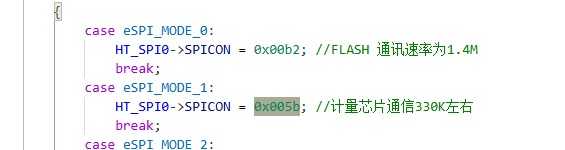 {
case eSPI_MODE_0:
HT_SPI0->SPICON = 0x00b2; //FLASH 通讯速率为1.4M
break;
case eSPI_MODE_1:
HT_SPI0->SPICON = 0x005b; //计量芯片通信330K左右
break;
case eSPI_MODE_2: